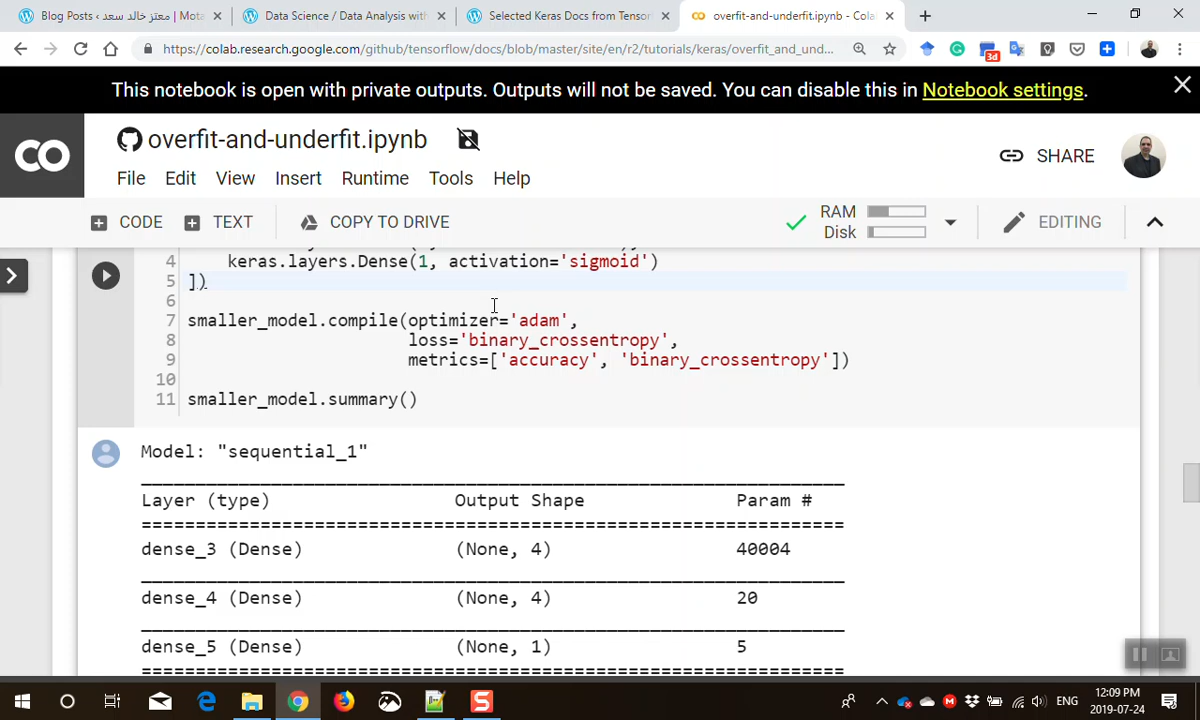 معتز خالد سعد ‹ Blog Posts | Mota
Data Science / Data Analysis with
Selected Keras Docs from Tensorf
overfit-and-underfit.ipynb - Cola
https://colab.research.google.com/github/tensorflow/docs/blob/master/site/en/r2/tutorials/keras/overfit_and_und...
3d
This notebook is open with private outputs. Outputs will not be saved. You can disable this in Notebook settings.
CO
overfit-and-underfit.ipynb
SHARE
File Edit View Insert Runtime Tools Help
CODE TEXT COPY TO DRIVE
RAM
Disk
EDITING
4 keras.layers.Dense(1, activation='sigmoid')
5 ])
6
7 smaller_model.compile(optimizer='adam',
8 loss='binary_crossentropy',
9 metrics=['accuracy', 'binary_crossentropy'])
10
11 smaller_model.summary()
Model: "sequential_1"
Layer (type) Output Shape Param #
dense_3 (Dense) (None, 4) 40004
dense_4 (Dense) (None, 4) 20
dense_5 (Dense) (None, 1) 5
ENG
12:09 PM
2019-07-24